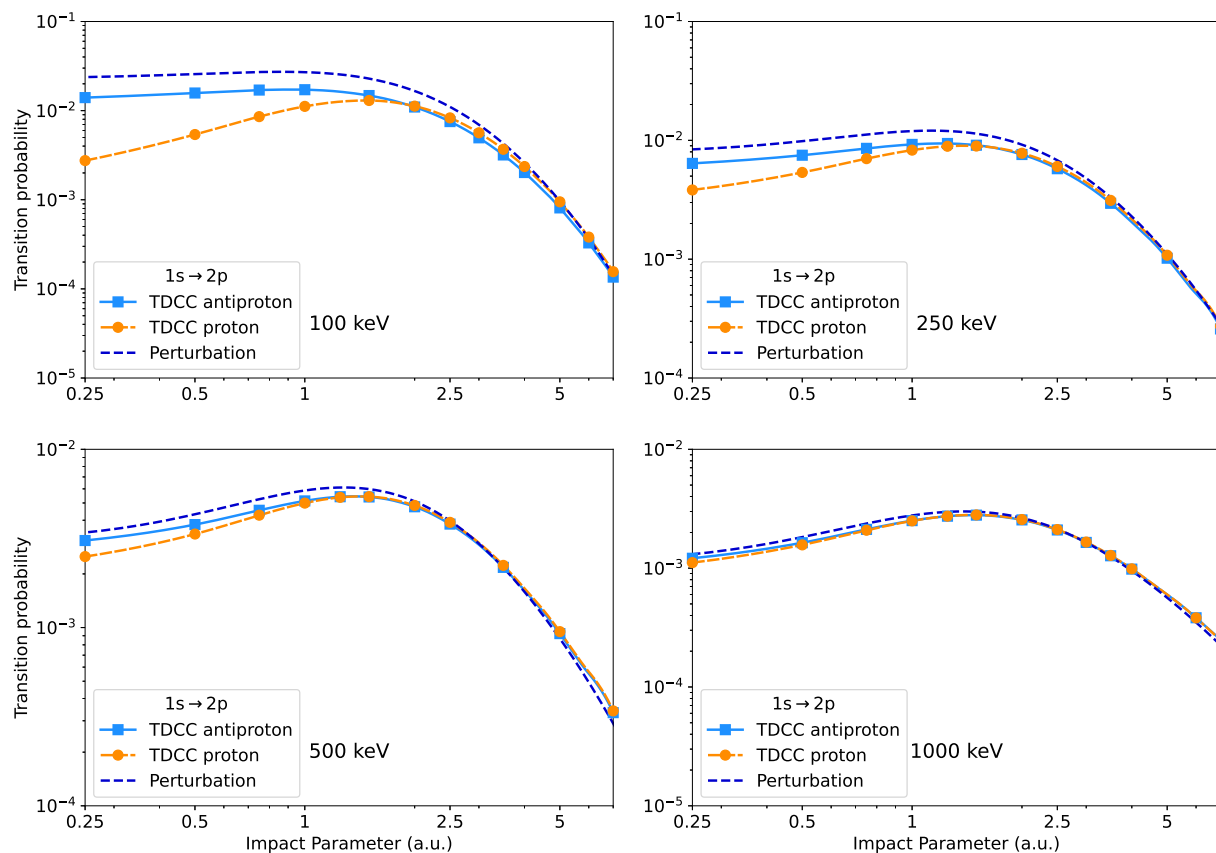 Transition probability
10⁻¹
10⁻²
10⁻³
10⁻⁴
10⁻⁵
1s→2p
TDCC antiproton
TDCC proton
Perturbation
100 keV
0.25 0.5 1 2.5 5
10⁻¹
10⁻²
10⁻³
10⁻⁴
1s→2p
TDCC antiproton
TDCC proton
Perturbation
250 keV
0.25 0.5 1 2.5 5
Transition probability
10⁻²
10⁻³
10⁻⁴
1s→2p
TDCC antiproton
TDCC proton
Perturbation
500 keV
0.25 0.5 1 2.5 5
Impact Parameter (a.u.)
10⁻²
10⁻³
10⁻⁴
10⁻⁵
1s→2p
TDCC antiproton
TDCC proton
Perturbation
1000 keV
0.25 0.5 1 2.5 5
Impact Parameter (a.u.)